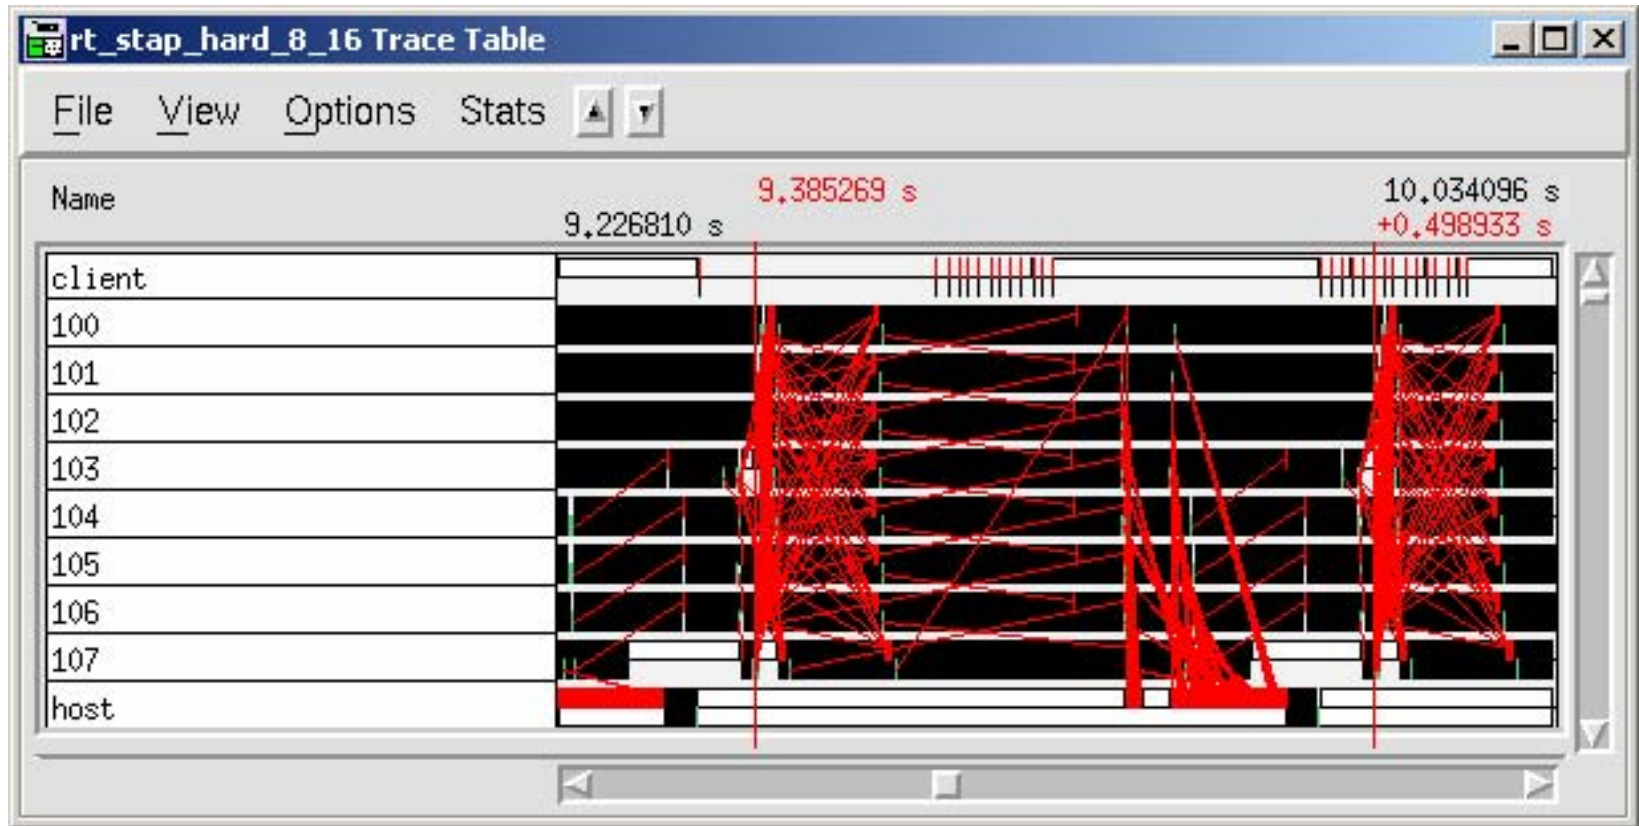 rt_stap_hard_8_16 Trace Table
File View Options Stats
Name
9.385269 s
10.034096 s
9.226810 s
+0.498933 s
client
100
101
102
103
104
105
106
107
host